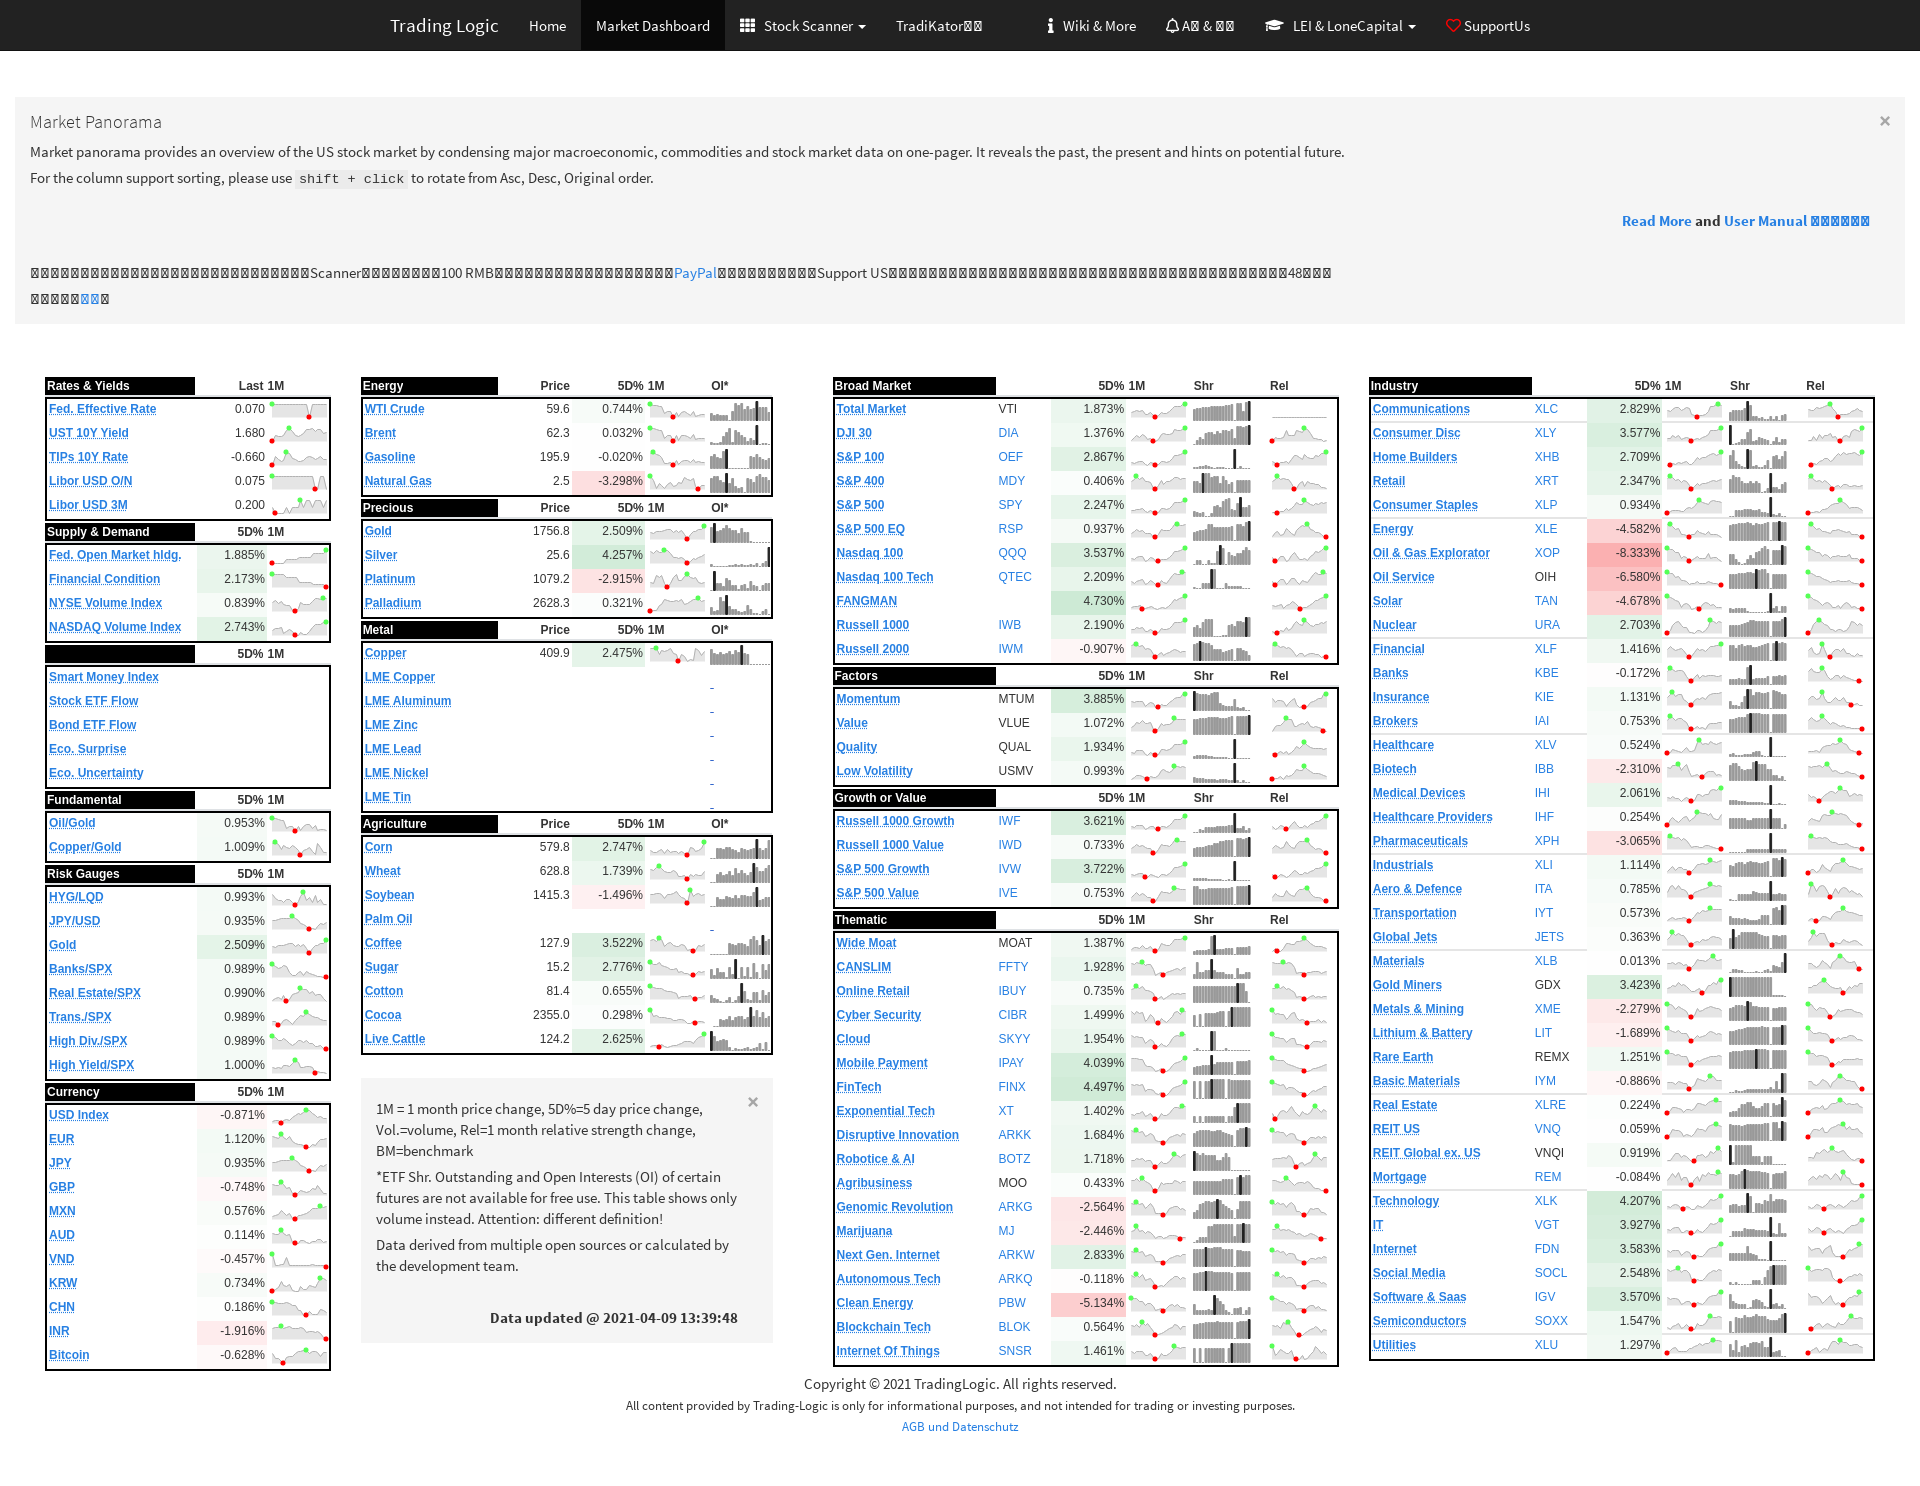 Trading Logic Home Market Dashboard Stock Scanner TradiKator Wiki & More A & LEI & LoneCapital SupportUs
Market Panorama ×
Market panorama provides an overview of the US stock market by condensing major macroeconomic, commodities and stock market data on one-pager. It reveals the past, the present and hints on potential future.
For the column support sorting, please use shift + click to rotate from Asc, Desc, Original order.
Read More and User Manual
Scanner 100 RMB PayPal Support US 48
Rates & Yields Last 1M
Fed. Effective Rate 0.070
UST 10Y Yield 1.680
TIPs 10Y Rate -0.660
Libor USD O/N 0.075
Libor USD 3M 0.200
Supply & Demand 5D% 1M
Fed. Open Market hldg. 1.885%
Financial Condition 2.173%
NYSE Volume Index 0.839%
NASDAQ Volume Index 2.743%
5D% 1M
Smart Money Index
Stock ETF Flow
Bond ETF Flow
Eco. Surprise
Eco. Uncertainty
Fundamental 5D% 1M
Oil/Gold 0.953%
Copper/Gold 1.009%
Risk Gauges 5D% 1M
HYG/LQD 0.993%
JPY/USD 0.935%
Gold 2.509%
Banks/SPX 0.989%
Real Estate/SPX 0.990%
Trans./SPX 0.989%
High Div./SPX 0.989%
High Yield/SPX 1.000%
Currency 5D% 1M
USD Index -0.871%
EUR 1.120%
JPY 0.935%
GBP -0.748%
MXN 0.576%
AUD 0.114%
VND -0.457%
KRW 0.734%
CHN 0.186%
INR -1.916%
Bitcoin -0.628%
Energy Price 5D% 1M OI*
WTI Crude 59.6 0.744%
Brent 62.3 0.032%
Gasoline 195.9 -0.020%
Natural Gas 2.5 -3.298%
Precious Price 5D% 1M OI*
Gold 1756.8 2.509%
Silver 25.6 4.257%
Platinum 1079.2 -2.915%
Palladium 2628.3 0.321%
Metal Price 5D% 1M OI*
Copper 409.9 2.475%
LME Copper -
LME Aluminum -
LME Zinc -
LME Lead -
LME Nickel -
LME Tin -
Agriculture Price 5D% 1M OI*
Corn 579.8 2.747%
Wheat 628.8 1.739%
Soybean 1415.3 -1.496%
Palm Oil -
Coffee 127.9 3.522%
Sugar 15.2 2.776%
Cotton 81.4 0.655%
Cocoa 2355.0 0.298%
Live Cattle 124.2 2.625%
×
1M = 1 month price change, 5D%=5 day price change,
Vol.=volume, Rel=1 month relative strength change,
BM=benchmark
*ETF Shr. Outstanding and Open Interests (OI) of certain
futures are not available for free use. This table shows only
volume instead. Attention: different definition!
Data derived from multiple open sources or calculated by
the development team.
Data updated @ 2021-04-09 13:39:48
Broad Market 5D% 1M Shr Rel
Total Market VTI 1.873%
DJI 30 DIA 1.376%
S&P 100 OEF 2.867%
S&P 400 MDY 0.406%
S&P 500 SPY 2.247%
S&P 500 EQ RSP 0.937%
Nasdaq 100 QQQ 3.537%
Nasdaq 100 Tech QTEC 2.209%
FANGMAN 4.730%
Russell 1000 IWB 2.190%
Russell 2000 IWM -0.907%
Factors 5D% 1M Shr Rel
Momentum MTUM 3.885%
Value VLUE 1.072%
Quality QUAL 1.934%
Low Volatility USMV 0.993%
Growth or Value 5D% 1M Shr Rel
Russell 1000 Growth IWF 3.621%
Russell 1000 Value IWD 0.733%
S&P 500 Growth IVW 3.722%
S&P 500 Value IVE 0.753%
Thematic 5D% 1M Shr Rel
Wide Moat MOAT 1.387%
CANSLIM FFTY 1.928%
Online Retail IBUY 0.735%
Cyber Security CIBR 1.499%
Cloud SKYY 1.954%
Mobile Payment IPAY 4.039%
FinTech FINX 4.497%
Exponential Tech XT 1.402%
Disruptive Innovation ARKK 1.684%
Robotice & AI BOTZ 1.718%
Agribusiness MOO 0.433%
Genomic Revolution ARKG -2.564%
Marijuana MJ -2.446%
Next Gen. Internet ARKW 2.833%
Autonomous Tech ARKQ -0.118%
Clean Energy PBW -5.134%
Blockchain Tech BLOK 0.564%
Internet Of Things SNSR 1.461%
Industry 5D% 1M Shr Rel
Communications XLC 2.829%
Consumer Disc XLY 3.577%
Home Builders XHB 2.709%
Retail XRT 2.347%
Consumer Staples XLP 0.934%
Energy XLE -4.582%
Oil & Gas Explorator XOP -8.333%
Oil Service OIH -6.580%
Solar TAN -4.678%
Nuclear URA 2.703%
Financial XLF 1.416%
Banks KBE -0.172%
Insurance KIE 1.131%
Brokers IAI 0.753%
Healthcare XLV 0.524%
Biotech IBB -2.310%
Medical Devices IHI 2.061%
Healthcare Providers IHF 0.254%
Pharmaceuticals XPH -3.065%
Industrials XLI 1.114%
Aero & Defence ITA 0.785%
Transportation IYT 0.573%
Global Jets JETS 0.363%
Materials XLB 0.013%
Gold Miners GDX 3.423%
Metals & Mining XME -2.279%
Lithium & Battery LIT -1.689%
Rare Earth REMX 1.251%
Basic Materials IYM -0.886%
Real Estate XLRE 0.224%
REIT US VNQ 0.059%
REIT Global ex. US VNQI 0.919%
Mortgage REM -0.084%
Technology XLK 4.207%
IT VGT 3.927%
Internet FDN 3.583%
Social Media SOCL 2.548%
Software & Saas IGV 3.570%
Semiconductors SOXX 1.547%
Utilities XLU 1.297%
Copyright © 2021 TradingLogic. All rights reserved.
All content provided by Trading-Logic is only for informational purposes, and not intended for trading or investing purposes.
AGB und Datenschutz